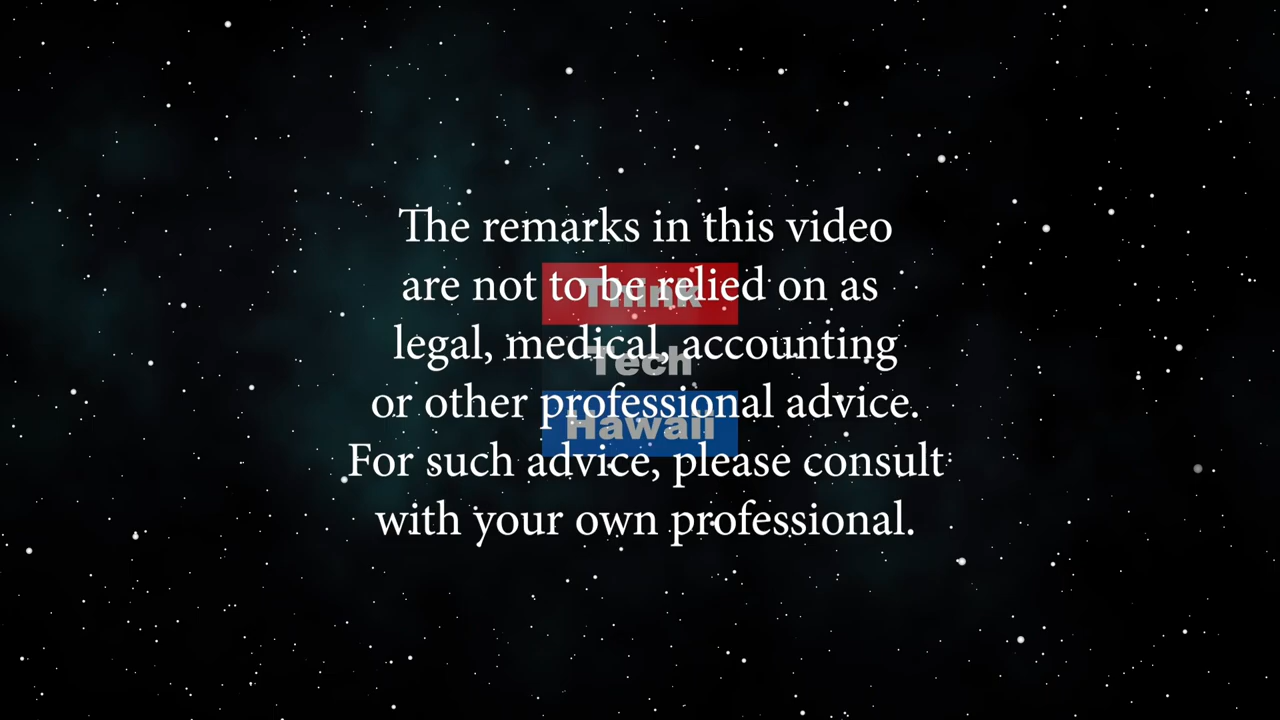 The remarks in this video
are not to be relied on as
legal, medical, accounting
or other professional advice.
For such advice, please consult
with your own professional.
Think
Tech
Hawaii